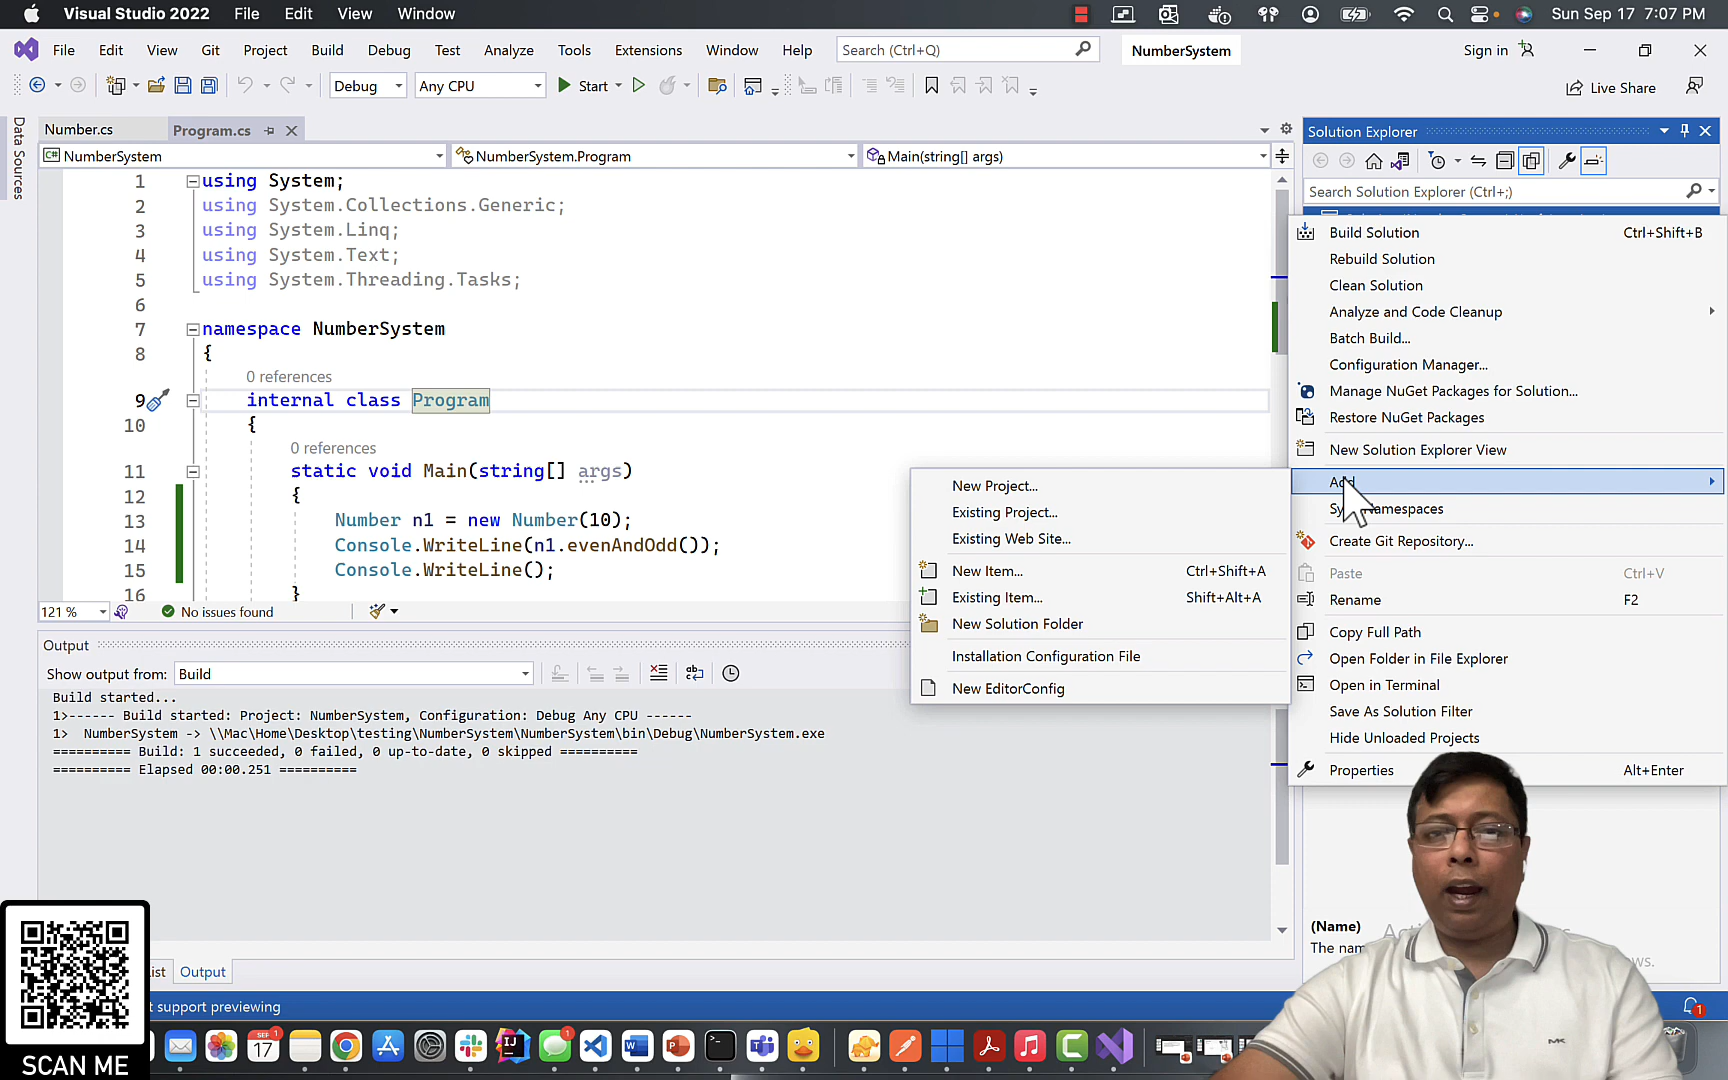 Visual Studio 2022 File Edit View Window
Sun Sep 17 7:07 PM
File Edit View Git Project Build Debug Test Analyze Tools Extensions Window Help
Search (Ctrl+Q)
NumberSystem
Sign in
Debug
Any CPU
Start
Live Share
Data Sources
Number.cs
Program.cs
NumberSystem
NumberSystem.Program
Main(string[] args)
1 using System;
2 using System.Collections.Generic;
3 using System.Linq;
4 using System.Text;
5 using System.Threading.Tasks;
6
7 namespace NumberSystem
8 {
0 references
9 internal class Program
10 {
0 references
11 static void Main(string[] args)
12 {
13 Number n1 = new Number(10);
14 Console.WriteLine(n1.evenAndOdd());
15 Console.WriteLine();
16 }
121 %
No issues found
Output
Show output from: Build
Build started...
1>------ Build started: Project: NumberSystem, Configuration: Debug Any CPU ------
1> NumberSystem -> \\Mac\Home\Desktop\testing\NumberSystem\NumberSystem\bin\Debug\NumberSystem.exe
========== Build: 1 succeeded, 0 failed, 0 up-to-date, 0 skipped ==========
========== Elapsed 00:00.251 ==========
ist
Output
t support previewing
New Project...
Existing Project...
Existing Web Site...
New Item... Ctrl+Shift+A
Existing Item... Shift+Alt+A
New Solution Folder
Installation Configuration File
New EditorConfig
Solution Explorer
Search Solution Explorer (Ctrl+;)
Build Solution Ctrl+Shift+B
Rebuild Solution
Clean Solution
Analyze and Code Cleanup
Batch Build...
Configuration Manager...
Manage NuGet Packages for Solution...
Restore NuGet Packages
New Solution Explorer View
Add
Sy Namespaces
Create Git Repository...
Paste Ctrl+V
Rename F2
Copy Full Path
Open Folder in File Explorer
Open in Terminal
Save As Solution Filter
Hide Unloaded Projects
Properties Alt+Enter
(Name)
The nam
ws.
MK
1
SCAN ME
SEP
17
1
1
IJ